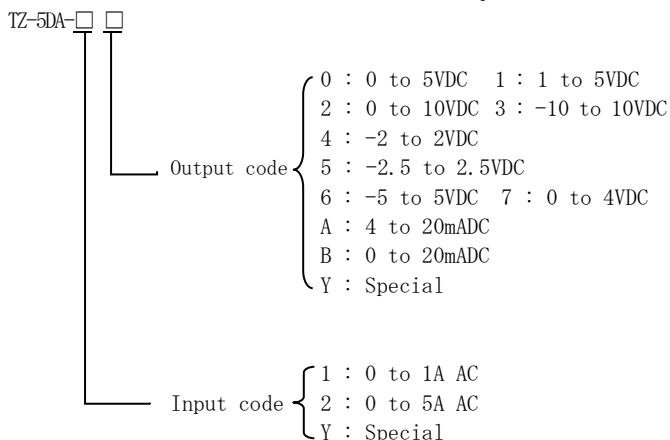 TZ-5DA-□ □
0 : 0 to 5VDC 1 : 1 to 5VDC
2 : 0 to 10VDC 3 : -10 to 10VDC
4 : -2 to 2VDC
Output code
5 : -2.5 to 2.5VDC
6 : -5 to 5VDC 7 : 0 to 4VDC
A : 4 to 20mADC
B : 0 to 20mADC
Y : Special
1 : 0 to 1A AC
Input code
2 : 0 to 5A AC
Y : Special